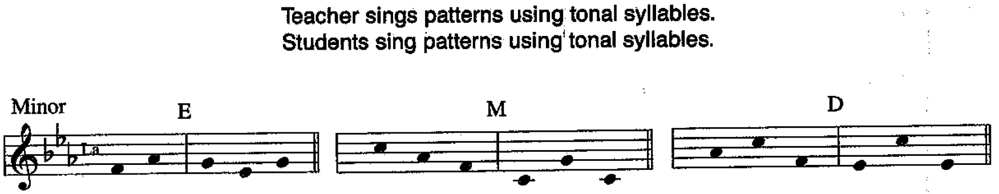 Teacher sings patterns using tonal syllables.
Students sing patterns using tonal syllables.
Minor E M D
La